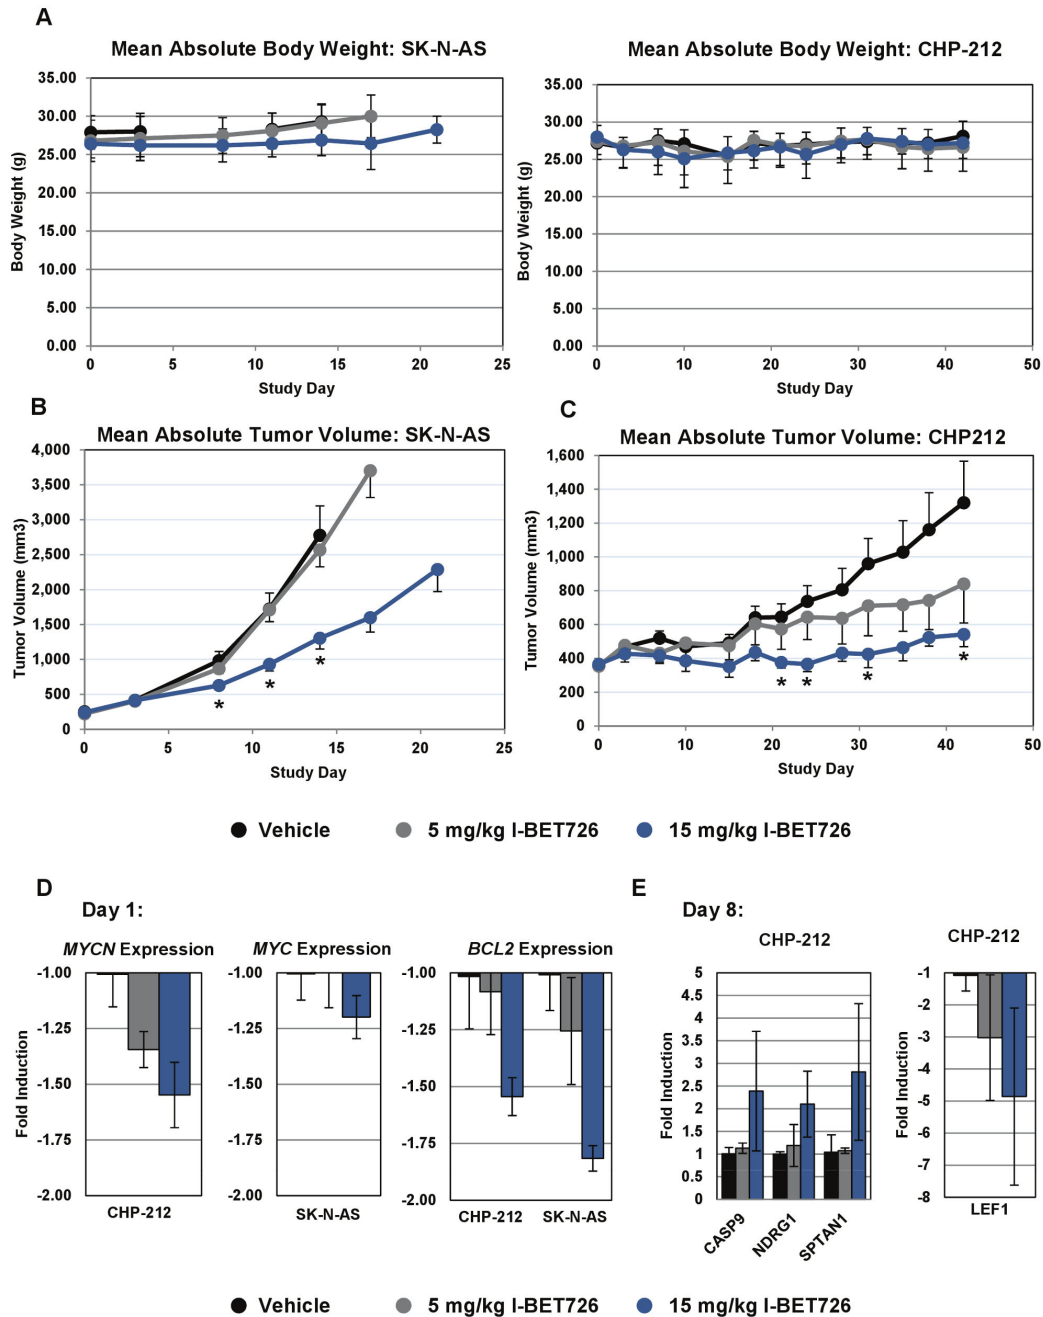 A
Mean Absolute Body Weight: SK-N-AS
Mean Absolute Body Weight: CHP-212
35.00
30.00
25.00
20.00
15.00
10.00
5.00
0.00
Body Weight (g)
0 5 10 15 20 25
Study Day
35.00
30.00
25.00
20.00
15.00
10.00
5.00
0.00
Body Weight (g)
0 10 20 30 40 50
Study Day
B
Mean Absolute Tumor Volume: SK-N-AS
4,000
3,500
3,000
2,500
2,000
1,500
1,000
500
0
Tumor Volume (mm3)
* * *
0 5 10 15 20 25
Study Day
C
Mean Absolute Tumor Volume: CHP212
1,600
1,400
1,200
1,000
800
600
400
200
0
Tumor Volume (mm3)
* * * *
0 10 20 30 40 50
Study Day
Vehicle 5 mg/kg I-BET726 15 mg/kg I-BET726
D
Day 1:
MYCN Expression
-1.00
-1.25
-1.50
-1.75
-2.00
Fold Induction
CHP-212
MYC Expression
-1.00
-1.25
-1.50
-1.75
-2.00
SK-N-AS
BCL2 Expression
-1.00
-1.25
-1.50
-1.75
-2.00
CHP-212 SK-N-AS
E
Day 8:
CHP-212
5
4.5
4
3.5
3
2.5
2
1.5
1
0.5
0
Fold Induction
CASP9
NDRG1
SPTAN1
CHP-212
-1
-2
-3
-4
-5
-6
-7
-8
Fold Induction
LEF1
Vehicle 5 mg/kg I-BET726 15 mg/kg I-BET726